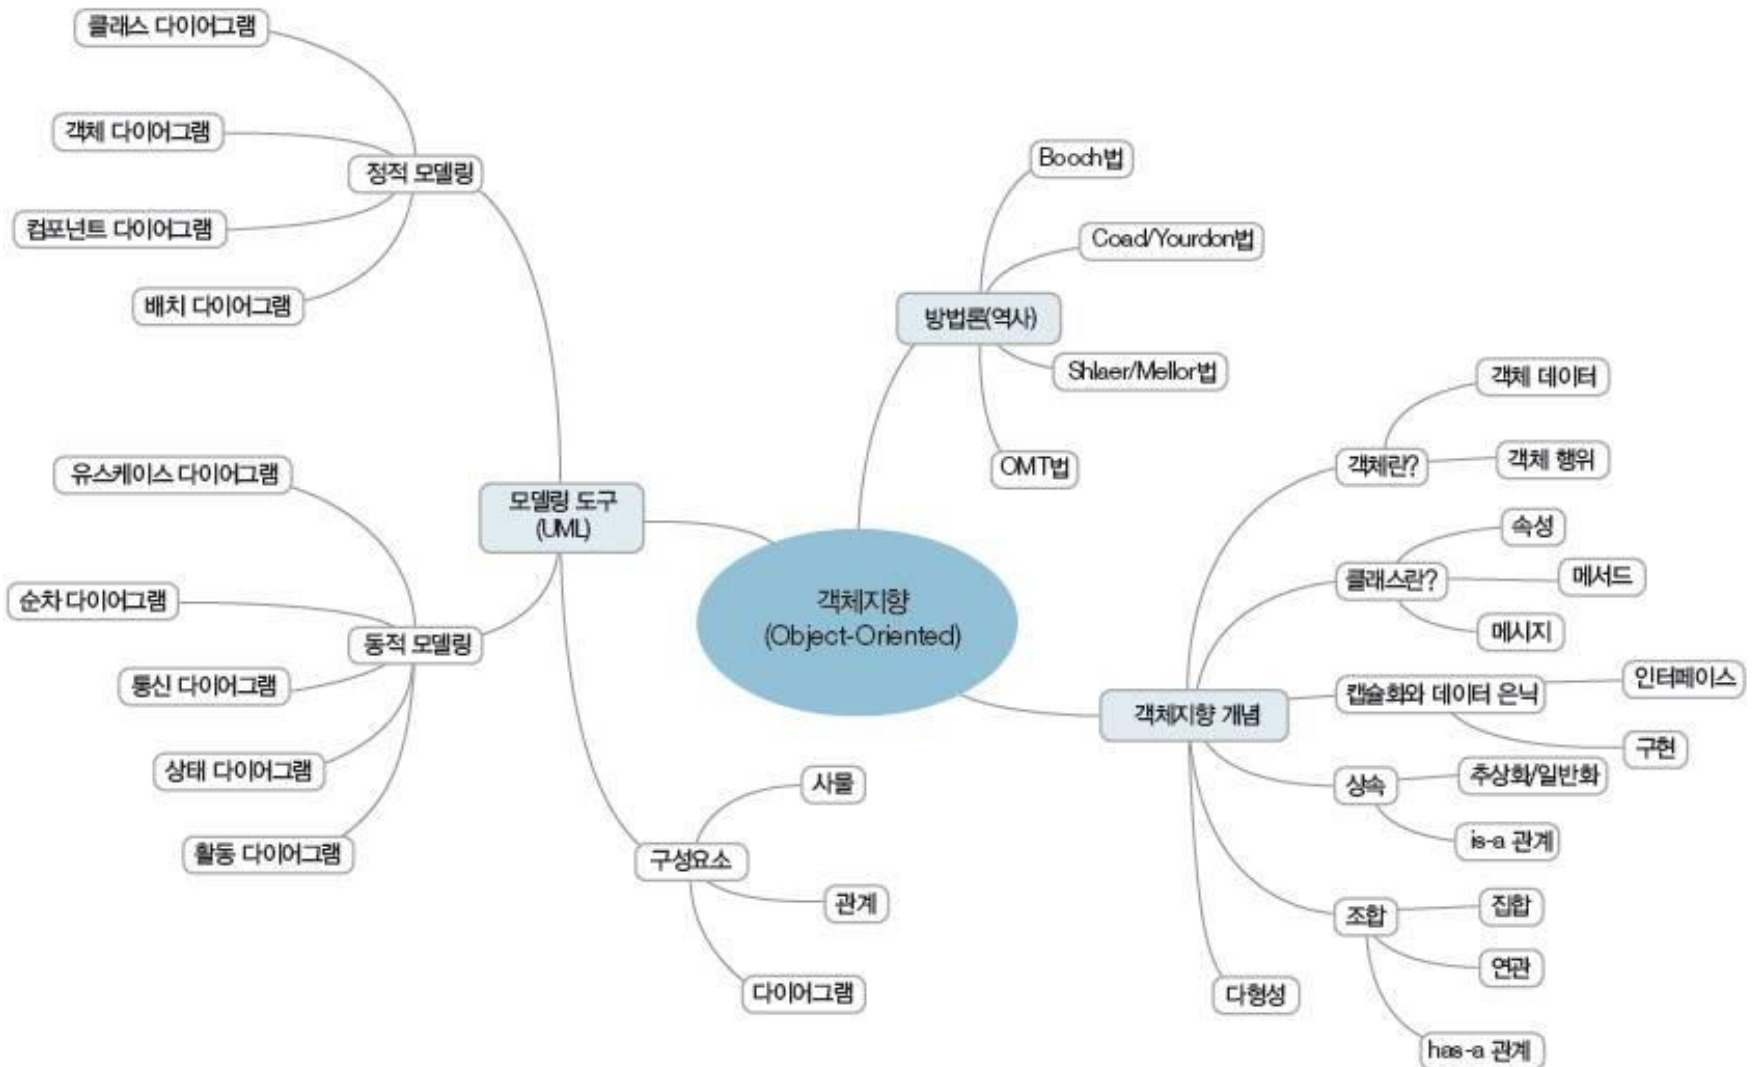 클래스 다이어그램
객체 다이어그램
정적 모델링
컴포넌트 다이어그램
배치 다이어그램
Booch법
Coad/Yourdon법
방법론(역사)
Shlaer/Mellor법
OMT법
유스케이스 다이어그램
모델링 도구
(UML)
순차 다이어그램
동적 모델링
통신 다이어그램
상태 다이어그램
활동 다이어그램
객체지향
(Object-Oriented)
사물
구성요소
관계
다이어그램
객체 데이터
객체란?
객체 행위
속성
클래스란?
메서드
메시지
객체지향 개념
캡슐화와 데이터 은닉
인터페이스
구현
상속
추상화/일반화
is-a 관계
조합
집합
연관
다형성
has-a 관계